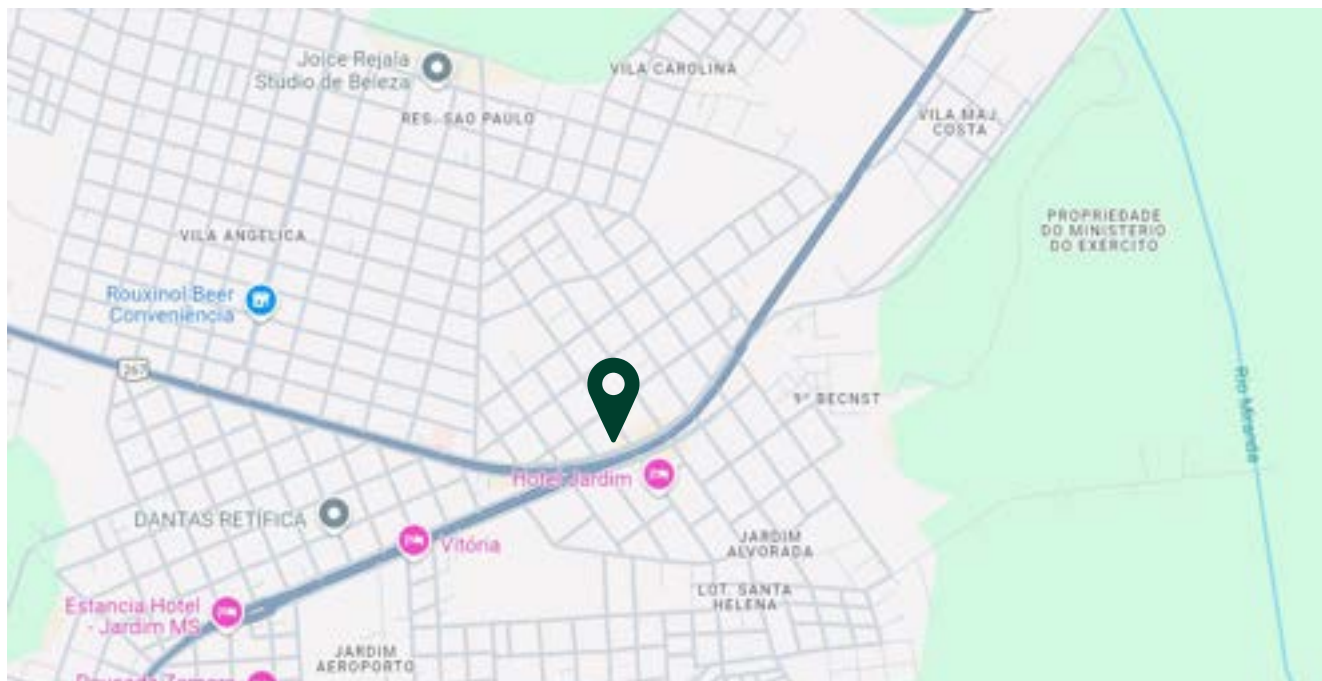 Joice Rejala
Studio de Beleza
VILA CAROLINA
RES. SAO PAULO
VILA MAJ.
COSTA
PROPRIEDADE
DO MINISTERIO
DO EXERCITO
VILA ANGELICA
Rouxinol Beer
Conveniencia
267
Rio Miranda
9º BECNST
Hotel Jardim
DANTAS RETÍFICA
Vitória
JARDIM
ALVORADA
LOT. SANTA
HELENA
Estancia Hotel
- Jardim MS
JARDIM
AEROPORTO